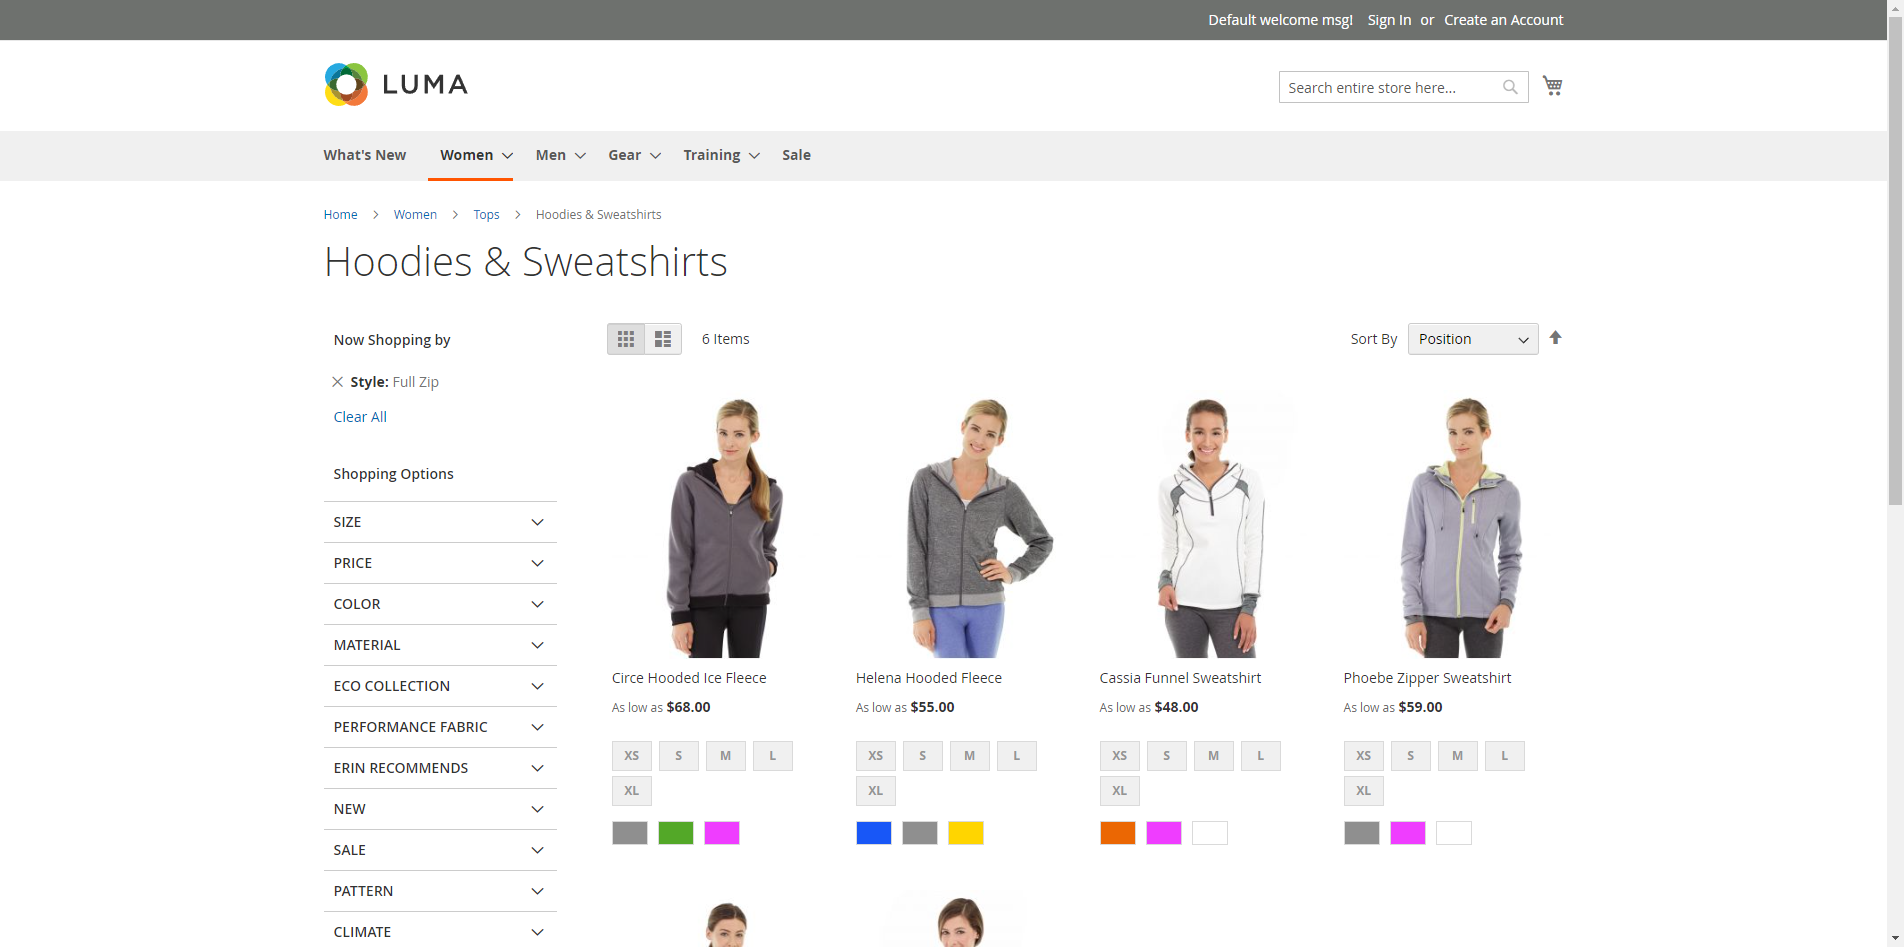 Default welcome msg! Sign In or Create an Account
LUMA
Search entire store here...
What's New Women Men Gear Training Sale
Home Women Tops Hoodies & Sweatshirts
Hoodies & Sweatshirts
Now Shopping by
Style: Full Zip
Clear All
Shopping Options
SIZE
PRICE
COLOR
MATERIAL
ECO COLLECTION
PERFORMANCE FABRIC
ERIN RECOMMENDS
NEW
SALE
PATTERN
CLIMATE
6 Items
Sort By Position
Circe Hooded Ice Fleece
As low as $68.00
XS S M L
XL
Helena Hooded Fleece
As low as $55.00
XS S M L
XL
Cassia Funnel Sweatshirt
As low as $48.00
XS S M L
XL
Phoebe Zipper Sweatshirt
As low as $59.00
XS S M L
XL